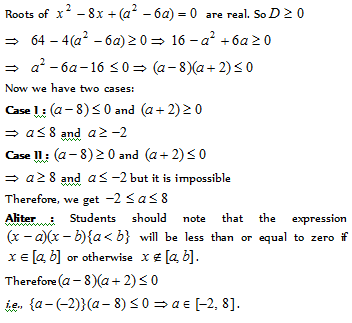 Roots of x² − 8x + (a² − 6a) = 0 are real. So D ≥ 0
⇒ 64 − 4(a² − 6a) ≥ 0 ⇒ 16 − a² + 6a ≥ 0
⇒ a² − 6a − 16 ≤ 0 ⇒ (a − 8)(a + 2) ≤ 0
Now we have two cases:
Case I : (a − 8) ≤ 0 and (a + 2) ≥ 0
⇒ a ≤ 8 and a ≥ −2
Case II : (a − 8) ≥ 0 and (a + 2) ≤ 0
⇒ a ≥ 8 and a ≤ −2 but it is impossible
Therefore, we get −2 ≤ a ≤ 8
Aliter : Students should note that the expression
(x − a)(x − b){a < b} will be less than or equal to zero if
x ∈ [a, b] or otherwise x ∉ [a, b].
Therefore (a − 8)(a + 2) ≤ 0
i.e., {a − (−2)}(a − 8) ≤ 0 ⇒ a ∈ [−2, 8].